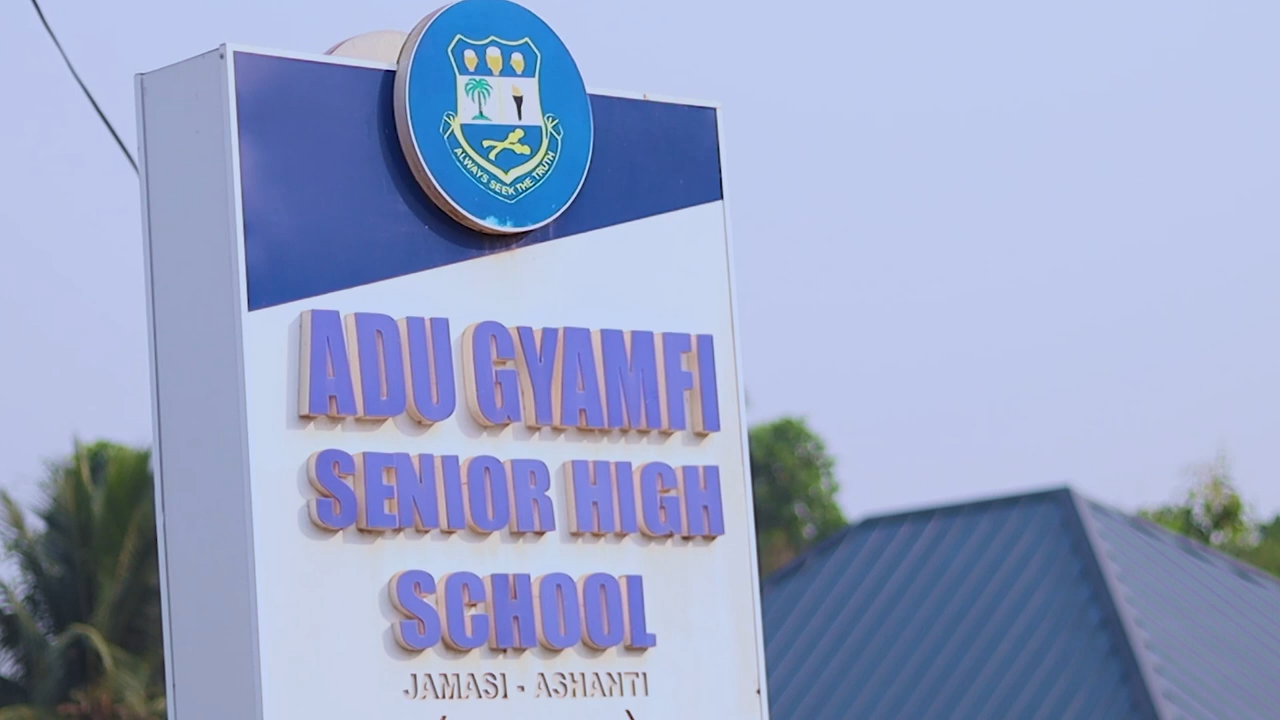 ALWAYS SEEK THE TRUTH
ADU GYAMFI
SENIOR HIGH
SCHOOL
JAMASI - ASHANTI